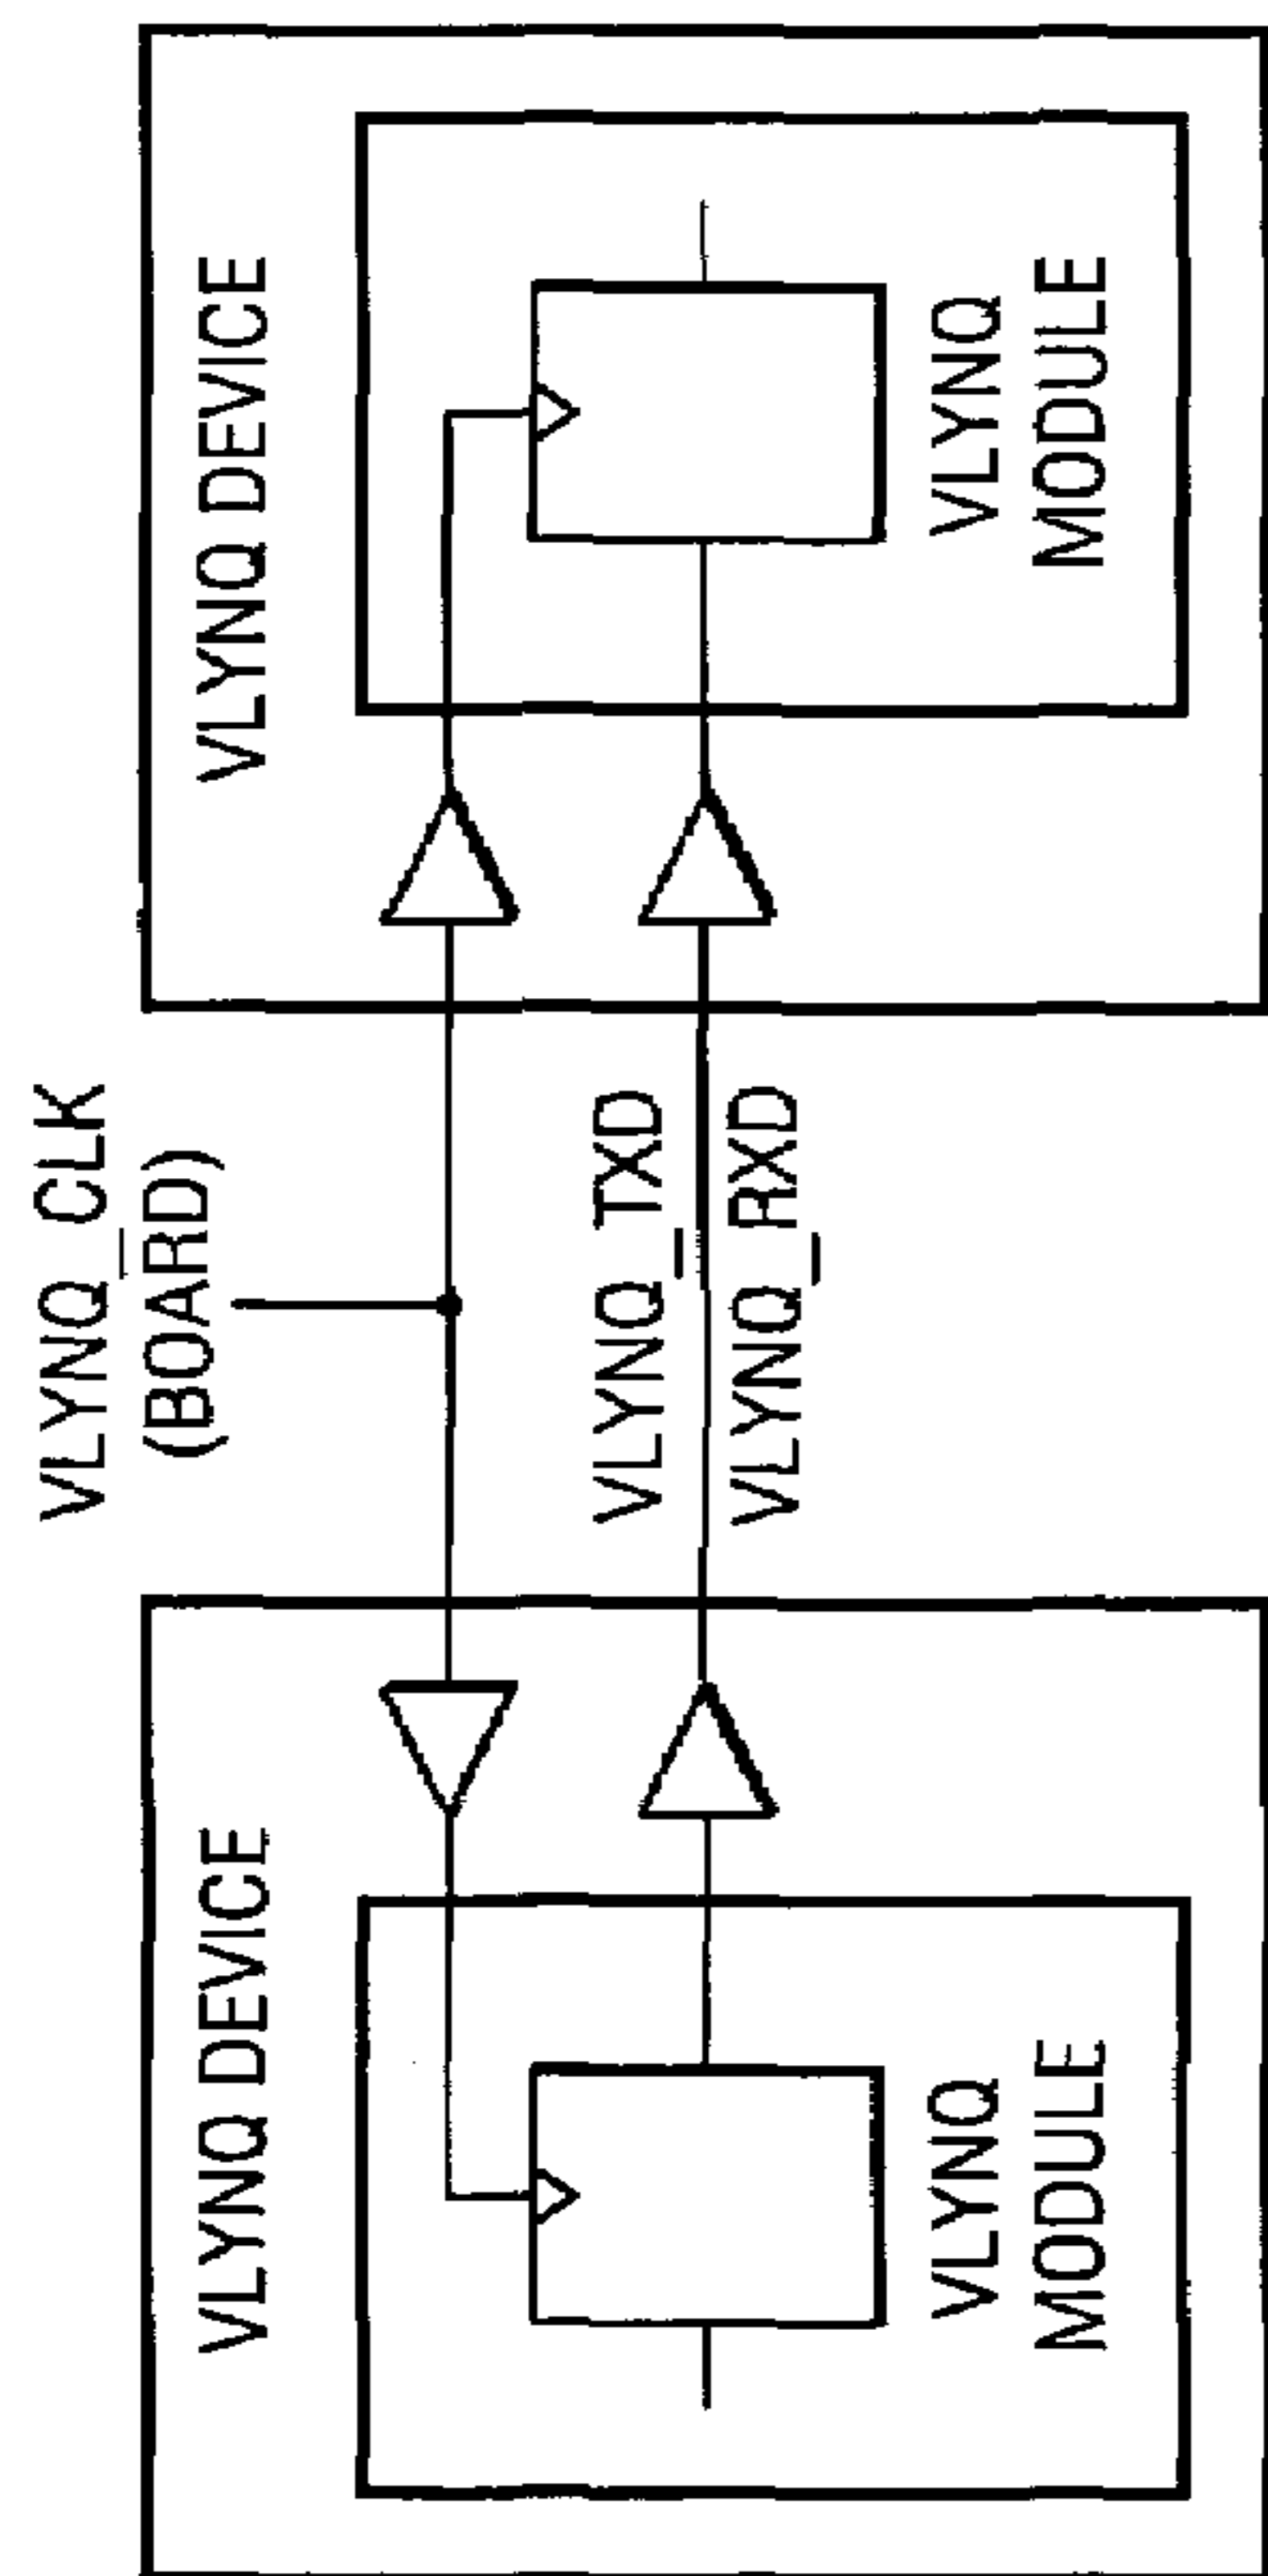 VLYNQ DEVICE
VLYNQ
MODULE
VLYNQ_CLK
(BOARD)
VLYNQ_TXD
VLYNQ_RXD
VLYNQ DEVICE
VLYNQ
MODULE